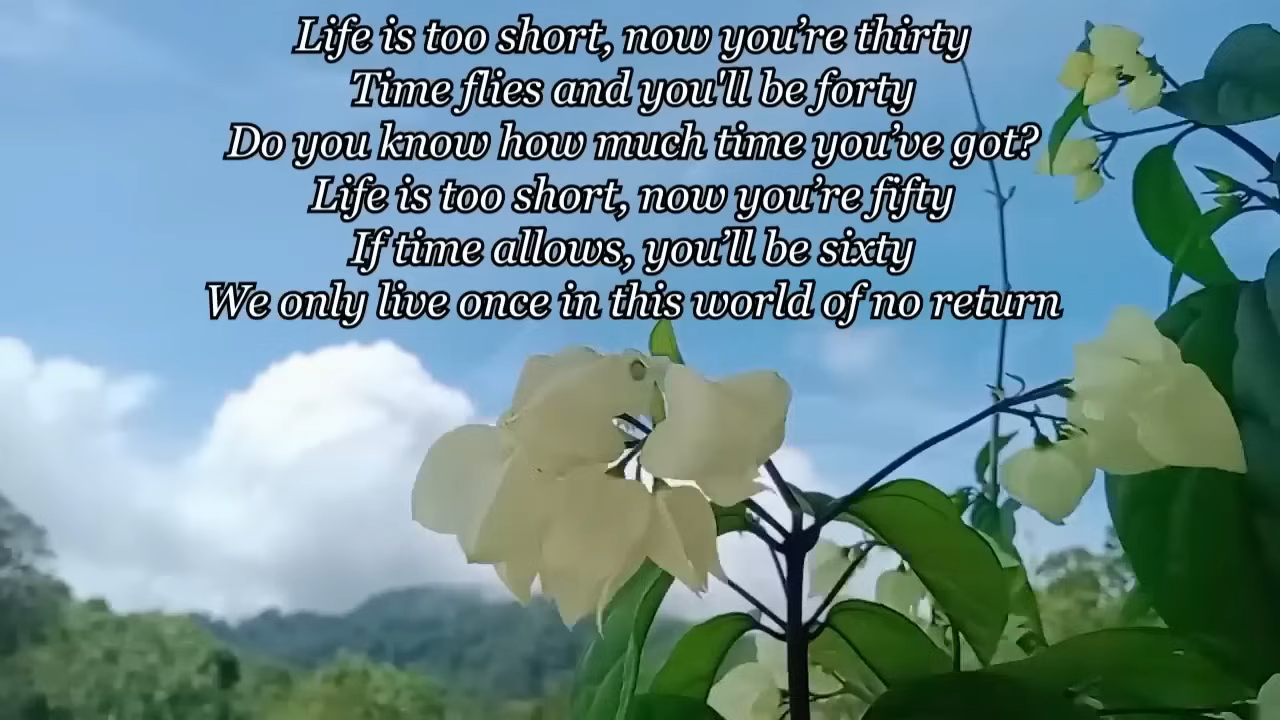 Life is too short, now you’re thirty
Time flies and you'll be forty
Do you know how much time you’ve got?
Life is too short, now you’re fifty
If time allows, you’ll be sixty
We only live once in this world of no return